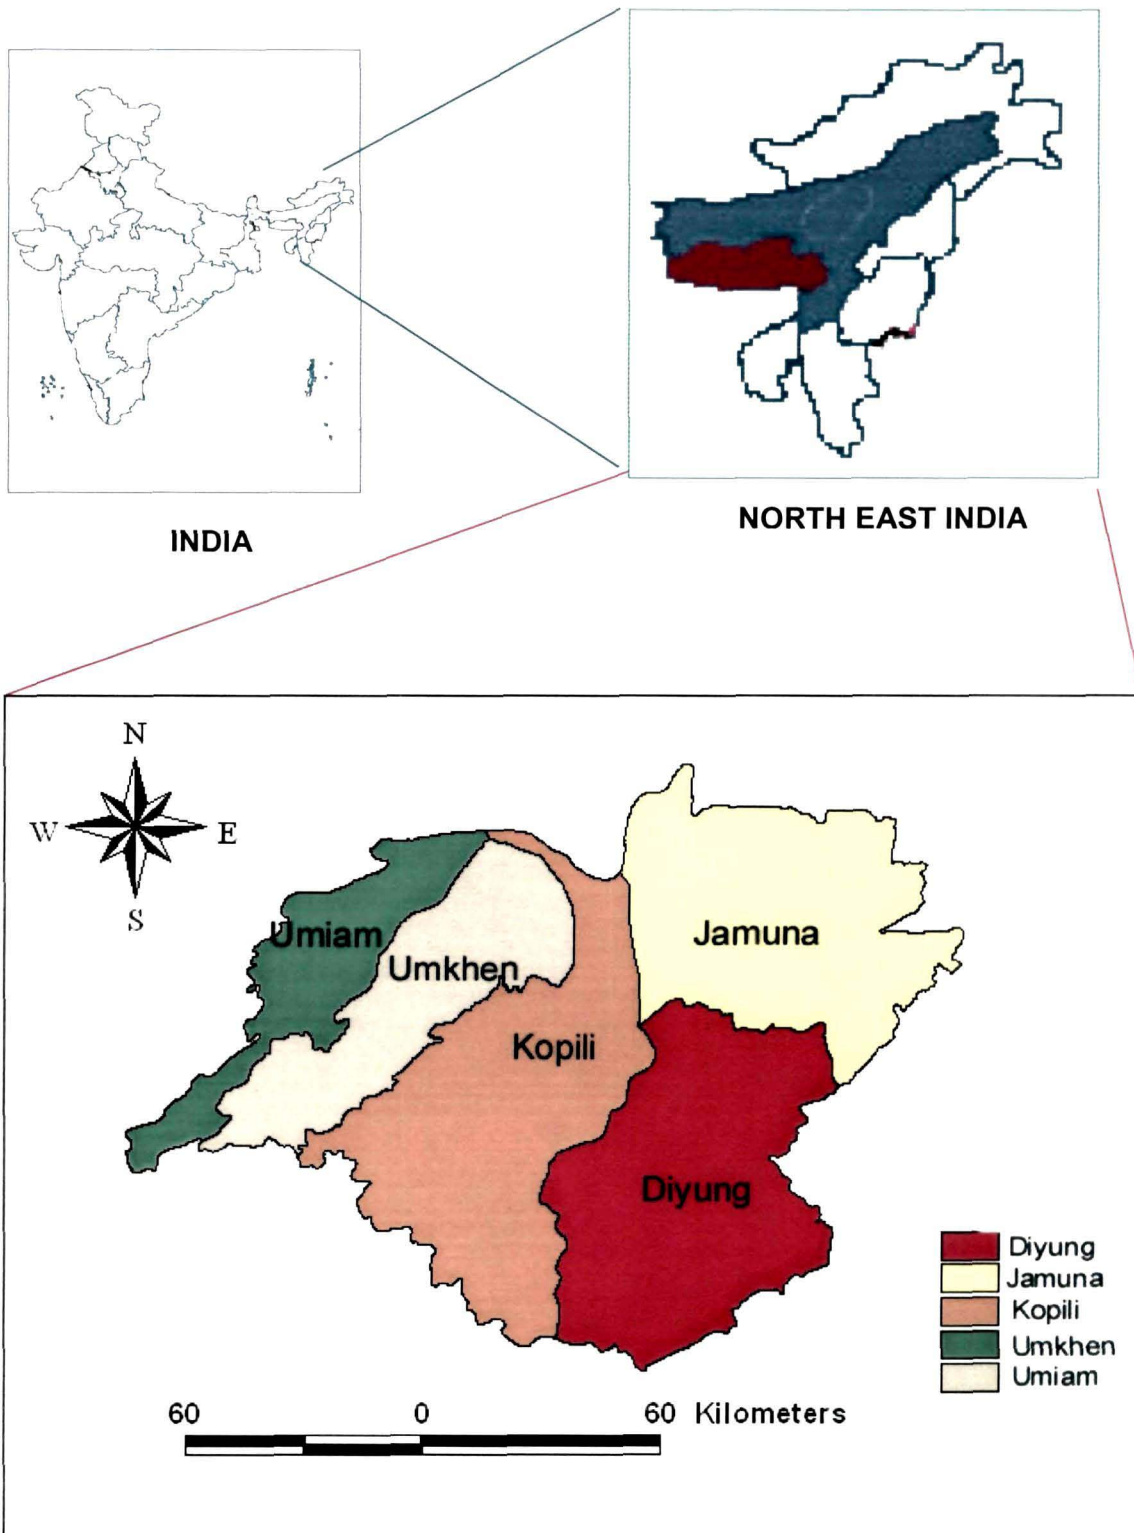 INDIA
NORTH EAST INDIA
N
W E
S
Umiam
Umkhen
Jamuna
Kopili
Diyung
Diyung
Jamuna
Kopili
Umkhen
Umiam
60 0 60 Kilometers